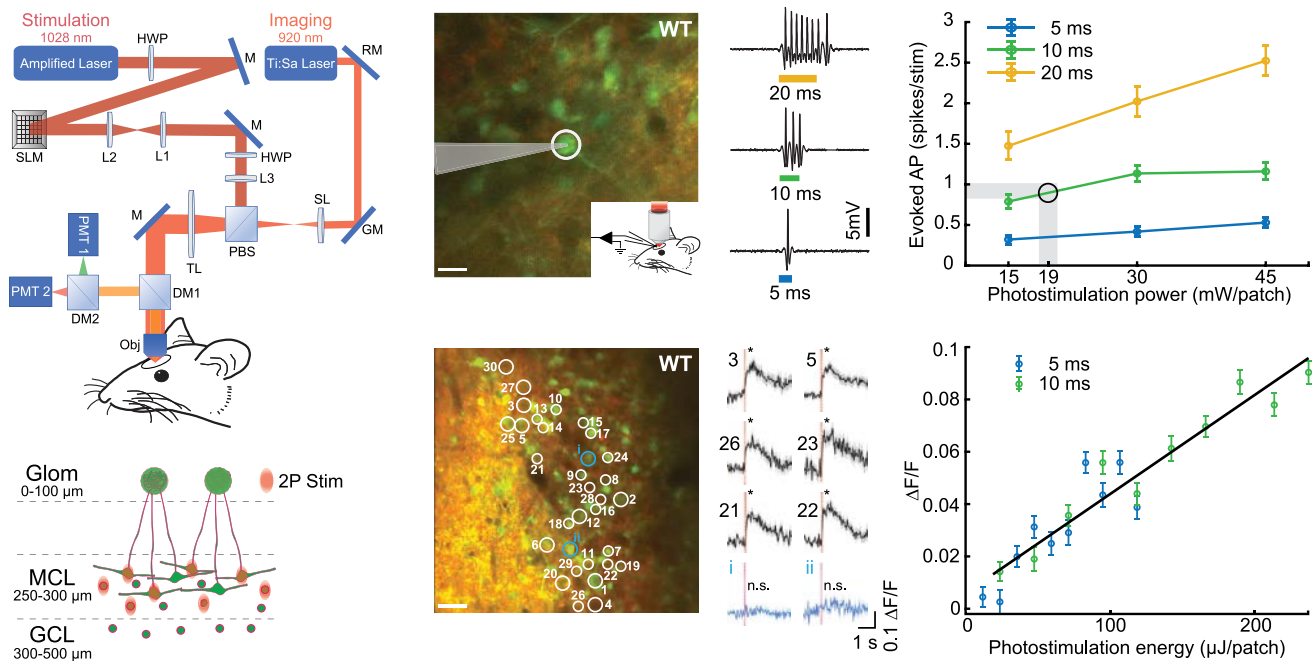 Stimulation
1028 nm
Imaging
920 nm
HWP
M
RM
Amplified Laser
Ti:Sa Laser
SLM
L2
L1
M
HWP
L3
SL
GM
M
PBS
TL
PMT 1
PMT 2
DM1
DM2
Obj
Glom
0-100 µm
2P Stim
MCL
250-300 µm
GCL
300-500 µm
WT
20 ms
10 ms
5 ms
5mV
5 ms
10 ms
20 ms
Evoked AP (spikes/stim)
3
2.5
2
1.5
1
0.5
0
15
19
30
45
Photostimulation power (mW/patch)
WT
30
27
3
10
13
14
25
5
15
17
21
i
24
9
8
23
28
2
16
12
18
6
ii
11
7
29
19
22
20
1
26
4
3
*
5
*
26
*
23
*
21
*
22
*
i
n.s.
ii
n.s.
1 s
0.1 ΔF/F
5 ms
10 ms
ΔF/F
0.1
0.08
0.06
0.04
0.02
0
0
100
200
Photostimulation energy (µJ/patch)